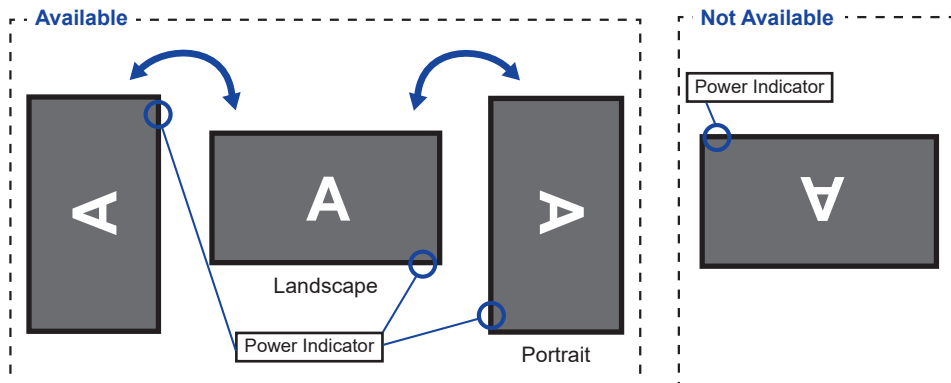 Available
Not Available
Power Indicator
A
A
A
A
Landscape
Power Indicator
Portrait